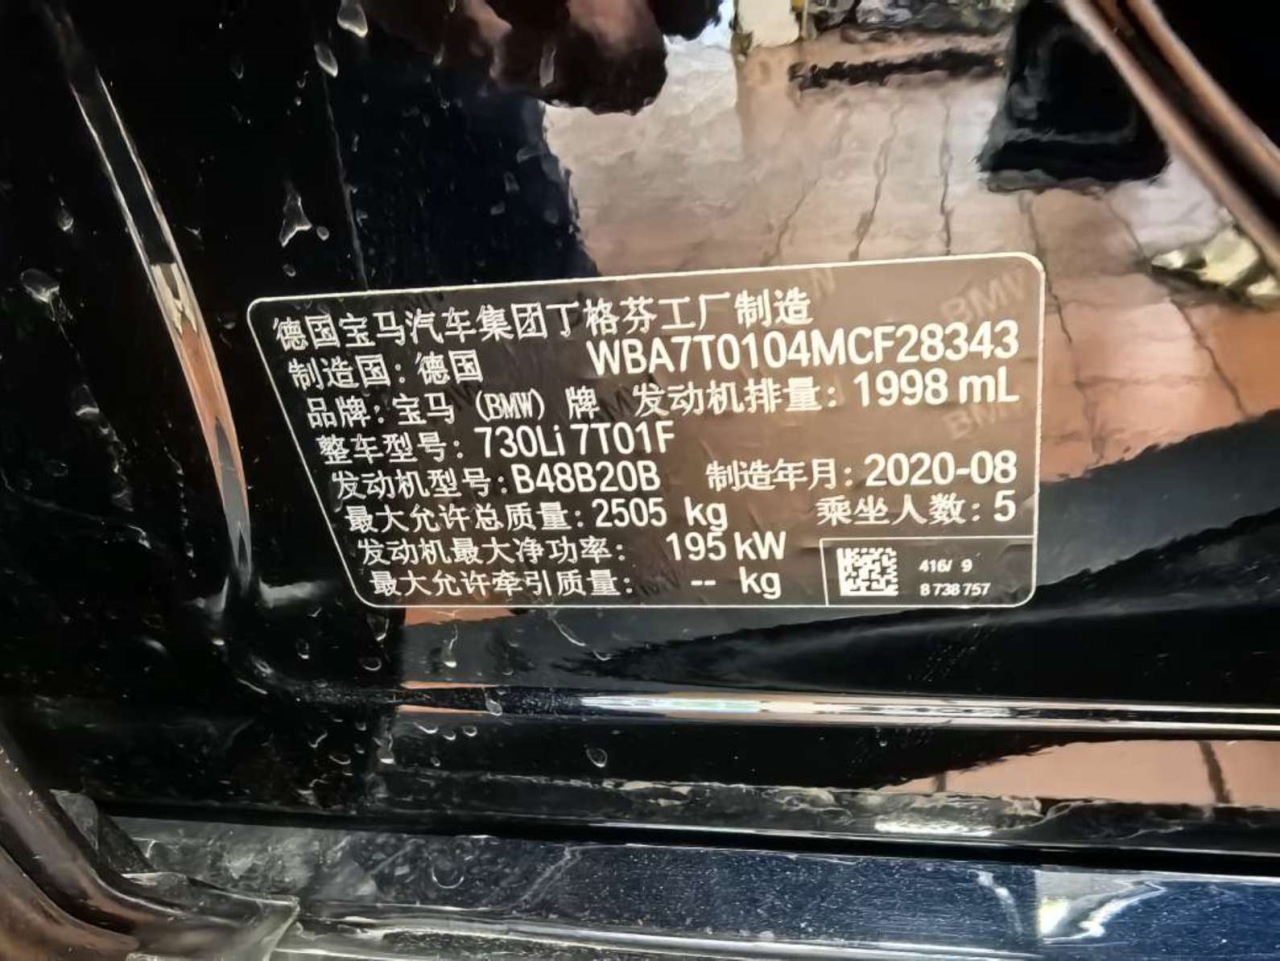 德国宝马汽车集团丁格芬工厂制造
制造国: 德国 WBA7T0104MCF28343
品牌: 宝马 (BMW) 牌 发动机排量: 1998 mL
整车型号: 730Li 7T01F
发动机型号: B48B20B 制造年月: 2020-08
最大允许总质量: 2505 kg 乘坐人数: 5
发动机最大净功率: 195 kW
最大允许牵引质量: -- kg
416/ 9
8 738 757
BMW
BMW